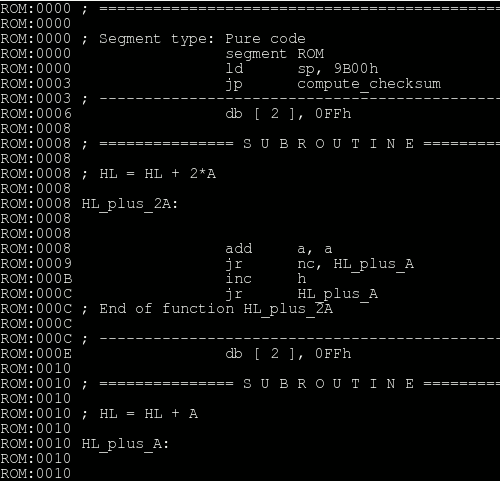 ROM:0000 ; =============================================
ROM:0000
ROM:0000 ; Segment type: Pure code
ROM:0000                 segment ROM
ROM:0000                 ld      sp, 9B00h
ROM:0003                 jp      compute_checksum
ROM:0003 ; ---------------------------------------------
ROM:0006                 db [ 2 ], 0FFh
ROM:0008
ROM:0008 ; =============== S U B R O U T I N E =========
ROM:0008
ROM:0008 ; HL = HL + 2*A
ROM:0008
ROM:0008 HL_plus_2A:
ROM:0008
ROM:0008
ROM:0008                 add     a, a
ROM:0009                 jr      nc, HL_plus_A
ROM:000B                 inc     h
ROM:000C                 jr      HL_plus_A
ROM:000C ; End of function HL_plus_2A
ROM:000C
ROM:000C ; ---------------------------------------------
ROM:000E                 db [ 2 ], 0FFh
ROM:0010
ROM:0010 ; =============== S U B R O U T I N E =========
ROM:0010
ROM:0010 ; HL = HL + A
ROM:0010
ROM:0010 HL_plus_A:
ROM:0010
ROM:0010